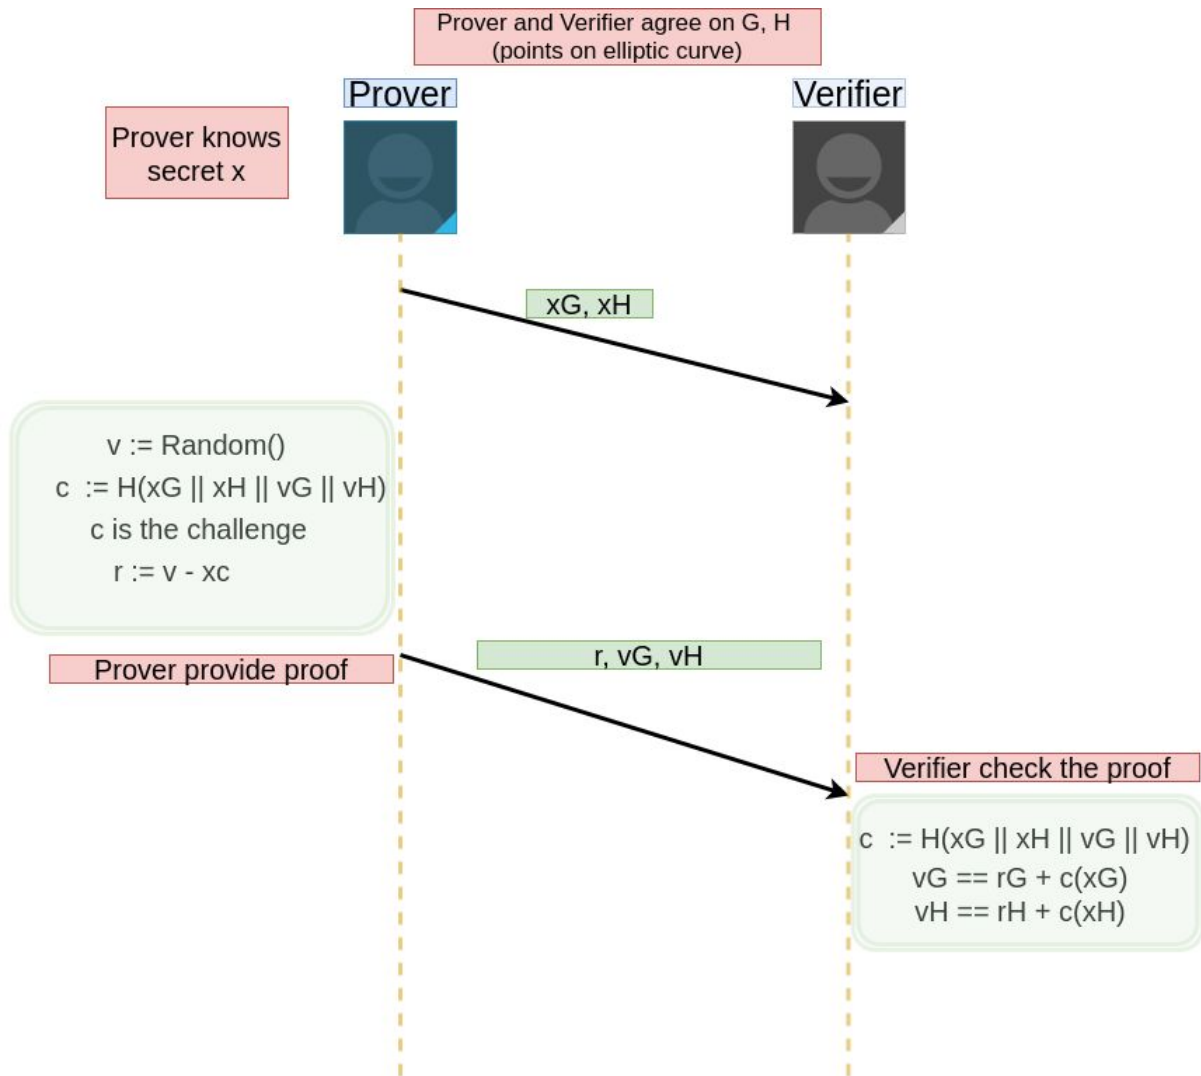 Prover and Verifier agree on G, H
(points on elliptic curve)
Prover
Verifier
Prover knows
secret x
xG, xH
v := Random()
c := H(xG || xH || vG || vH)
c is the challenge
r := v - xc
r, vG, vH
Prover provide proof
Verifier check the proof
c := H(xG || xH || vG || vH)
vG == rG + c(xG)
vH == rH + c(xH)